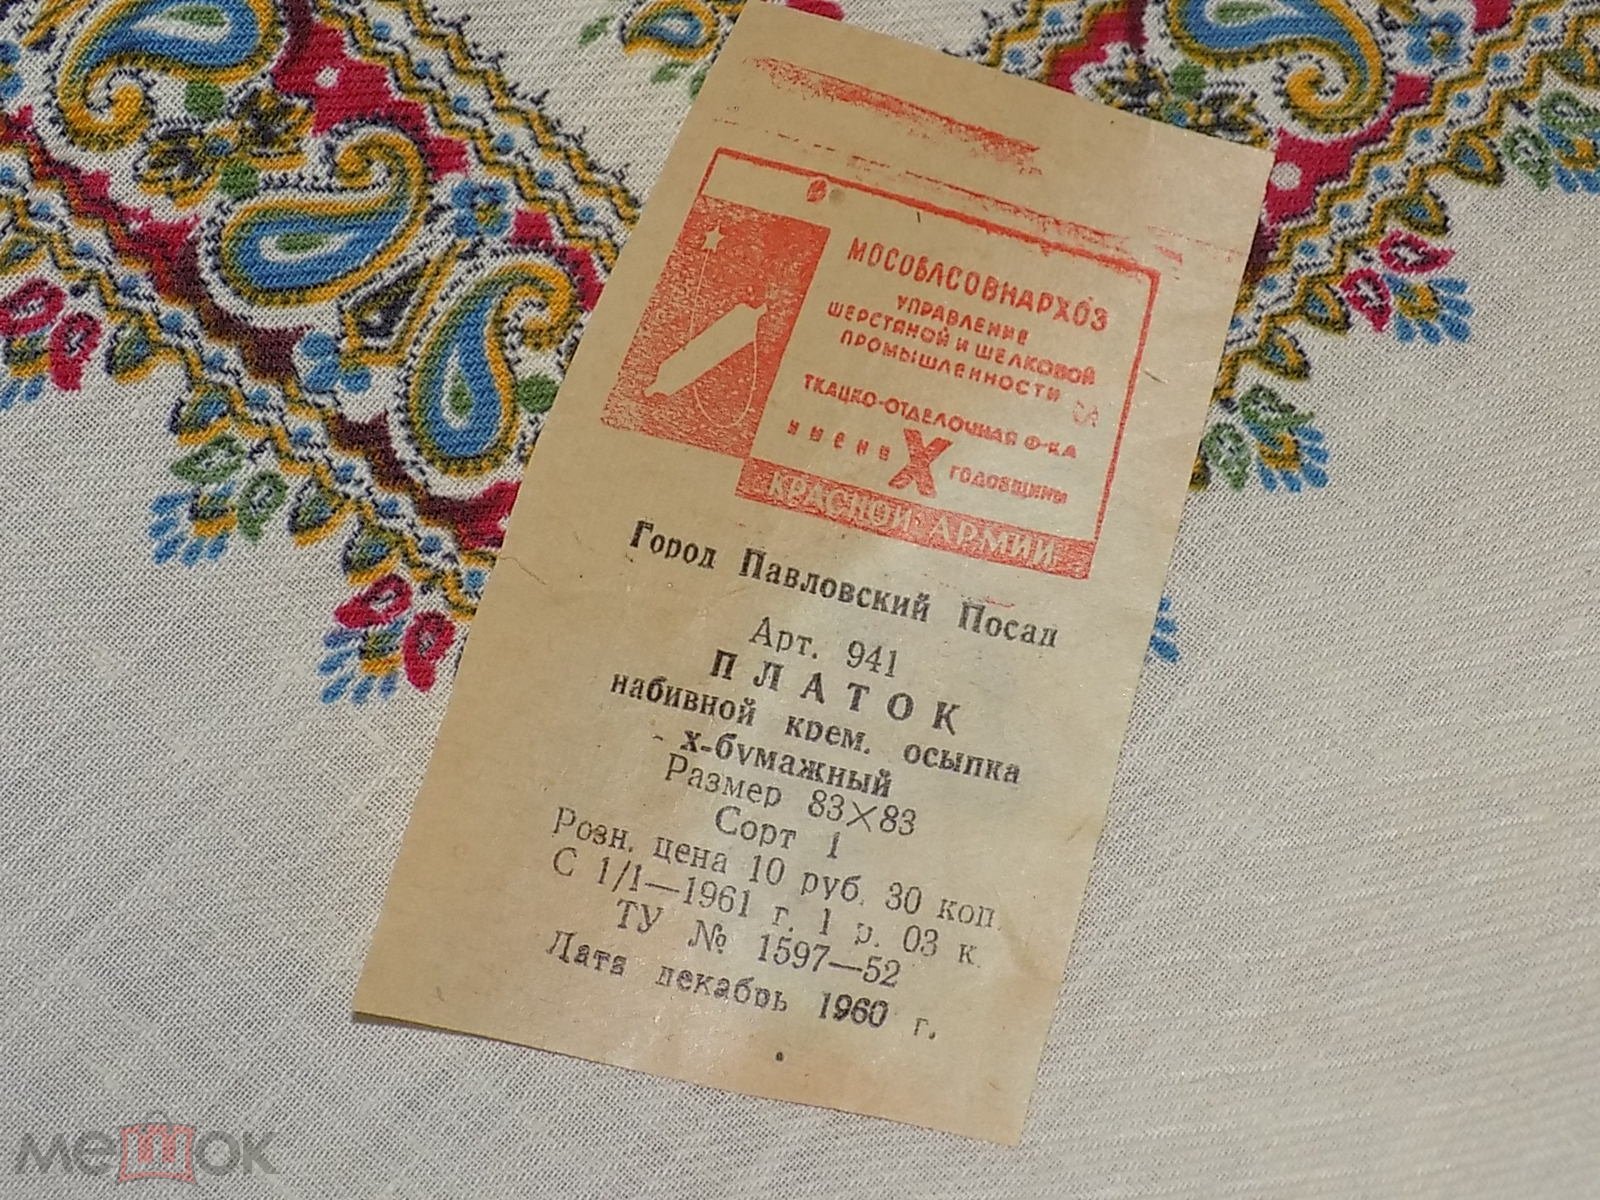 МОСОБЛСОВНАРХОЗ
УПРАВЛЕНИЕ
ШЕРСТЯНОЙ И ШЕЛКОВОЙ
ПРОМЫШЛЕННОСТИ
ТКАЦКО-ОТДЕЛОЧНАЯ Ф-КА
ИМЕНИ X ГОДОВЩИНЫ
КРАСНОЙ АРМИИ
Город Павловский Посад
Арт. 941
ПЛАТОК
набивной крем. осыпка
х-бумажный
Размер 83×83
Сорт 1
Розн. цена 10 руб. 30 коп.
С 1/1—1961 г. 1 р. 03 к.
ТУ № 1597—52
Дата декабрь 1960 г.
мешок